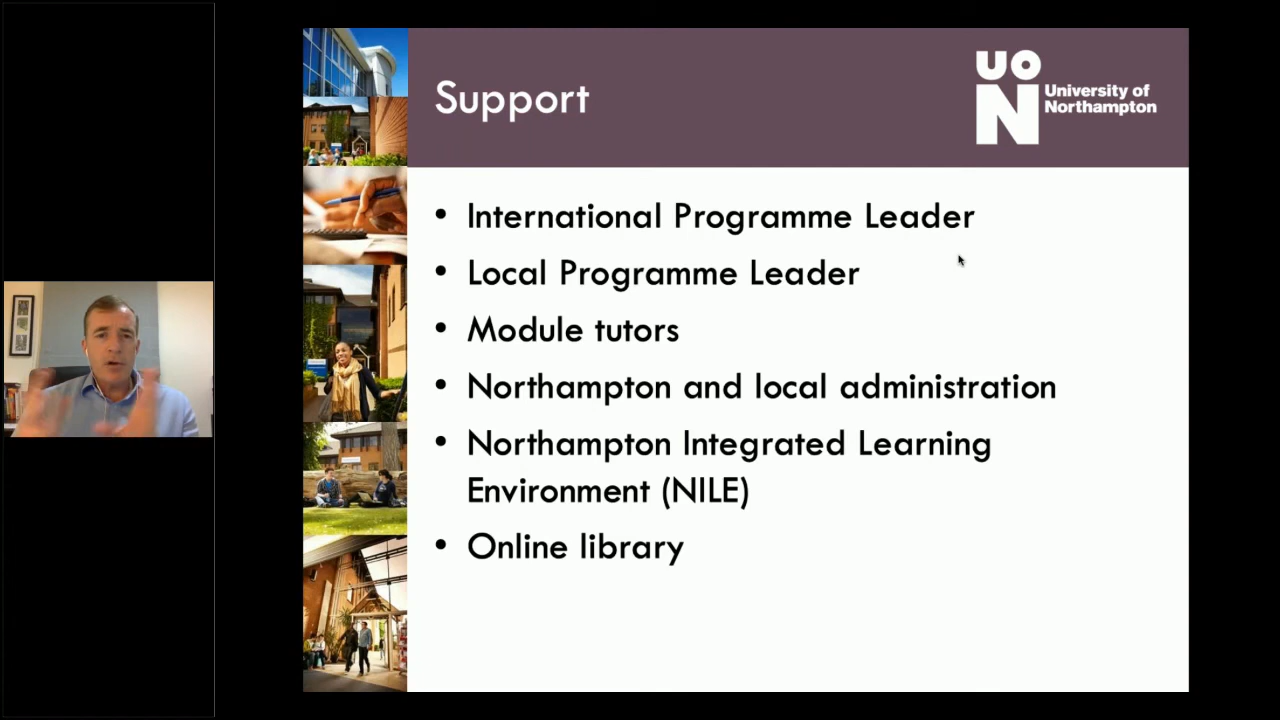 Support
UON
University of
Northampton
• International Programme Leader
• Local Programme Leader
• Module tutors
• Northampton and local administration
• Northampton Integrated Learning
Environment (NILE)
• Online library